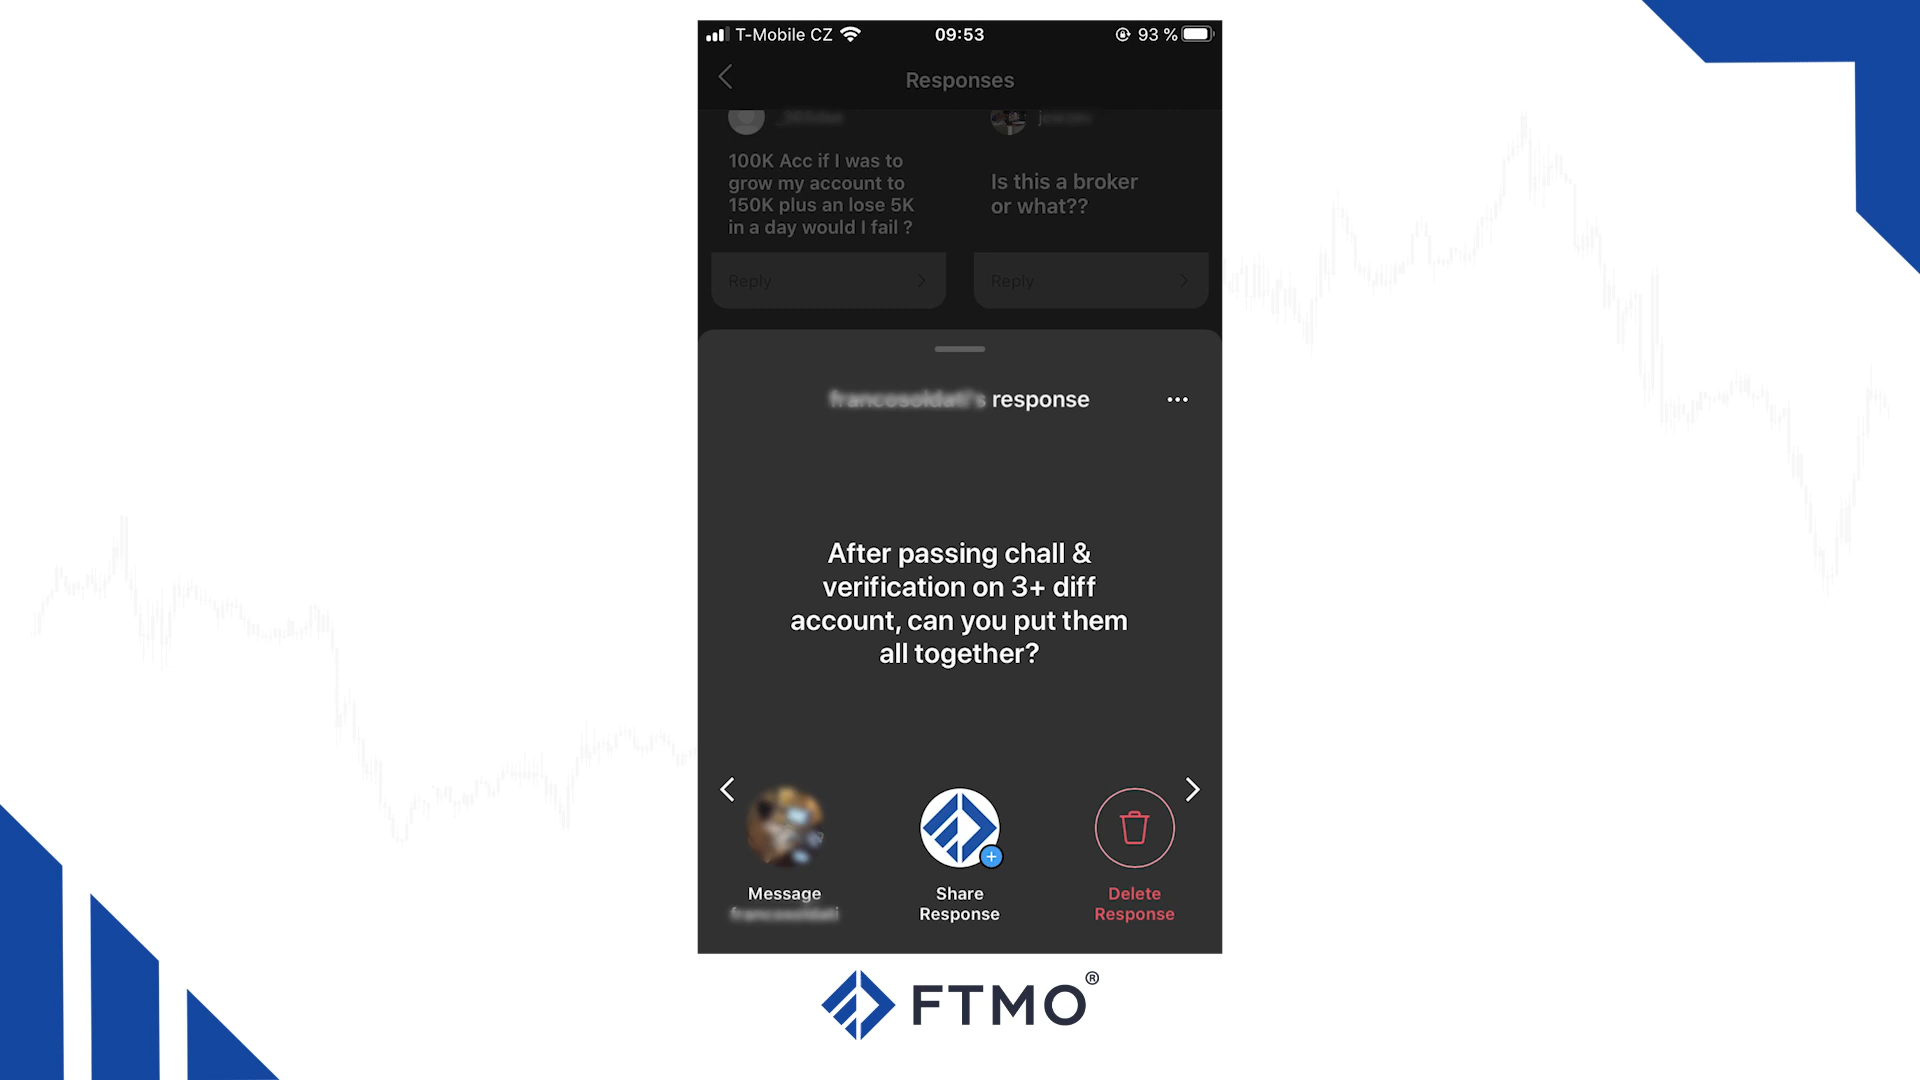 T-Mobile CZ
09:53
93 %
Responses
100K Acc if I was to
grow my account to
150K plus an lose 5K
in a day would I fail ?
Reply
Is this a broker
or what??
Reply
response
After passing chall &
verification on 3+ diff
account, can you put them
all together?
Message
Share
Response
Delete
Response
FTMO®